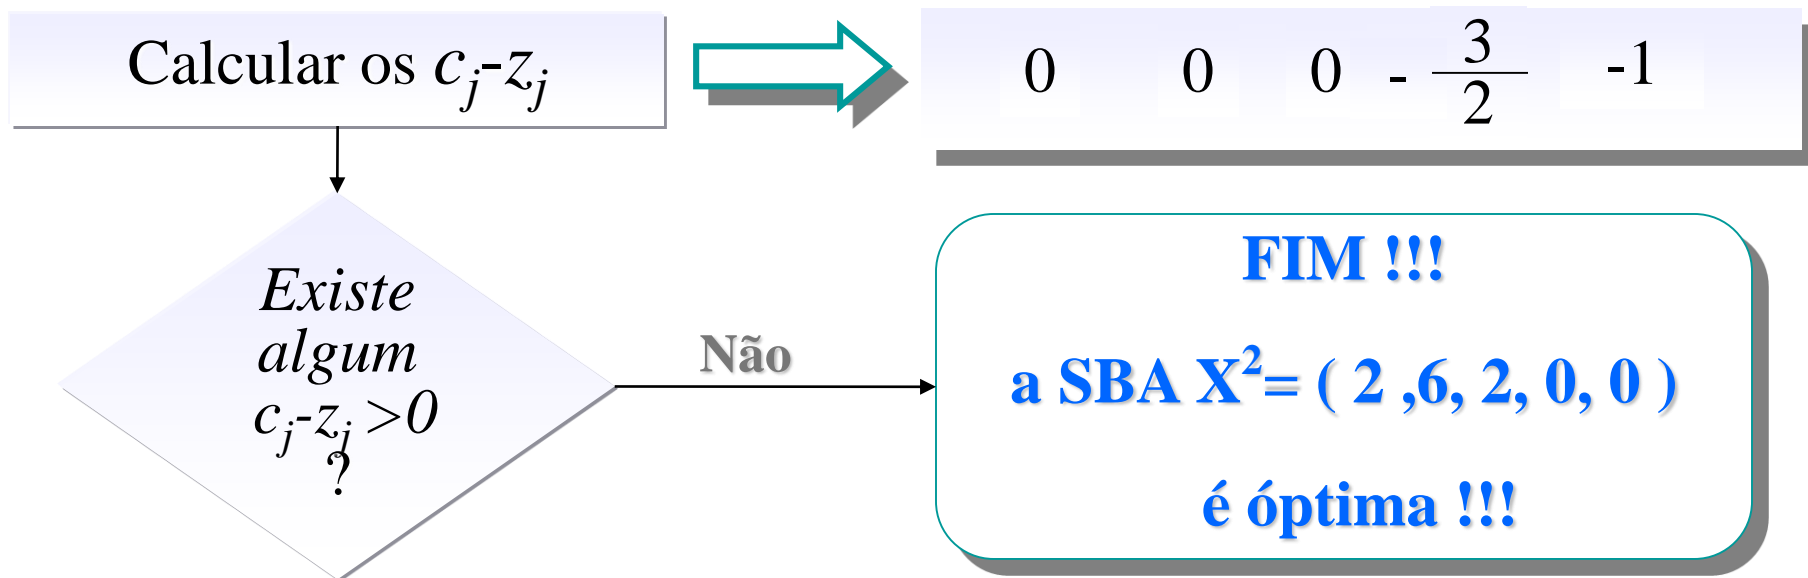 Calcular os cj-zj
0 0 0 - 3/2 -1
Existe
algum
cj-zj >0
?
Não
FIM !!!
a SBA X²= ( 2 ,6, 2, 0, 0 )
é óptima !!!